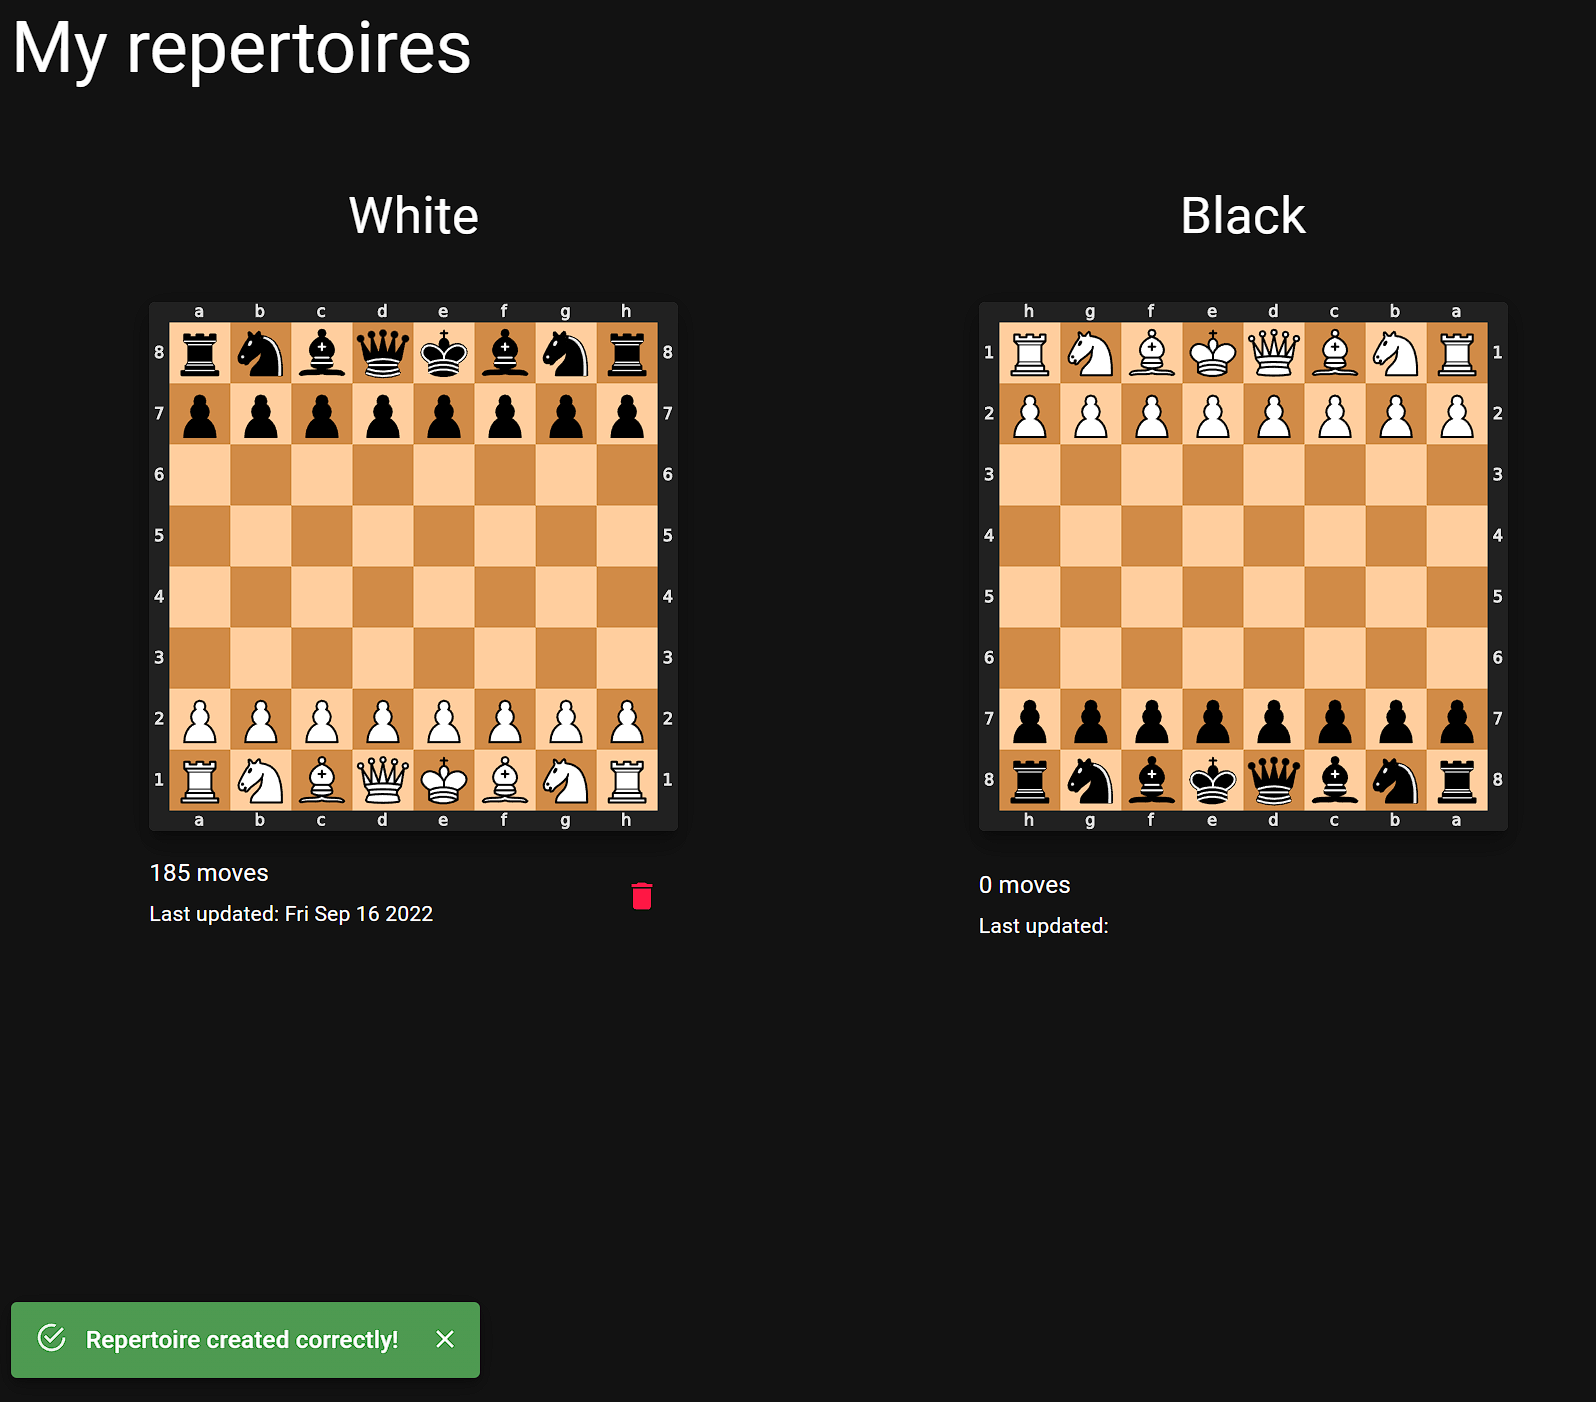 My repertoires
White
a b c d e f g h
8 8
7 7
6 6
5 5
4 4
3 3
2 2
1 1
a b c d e f g h
185 moves
Last updated: Fri Sep 16 2022
Black
h g f e d c b a
1 1
2 2
3 3
4 4
5 5
6 6
7 7
8 8
h g f e d c b a
0 moves
Last updated:
Repertoire created correctly!